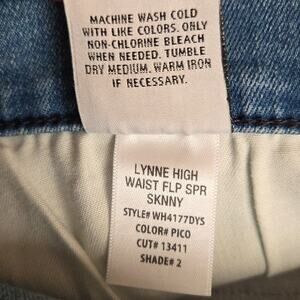 MACHINE WASH COLD
WITH LIKE COLORS. ONLY
NON-CHLORINE BLEACH
WHEN NEEDED. TUMBLE
DRY MEDIUM. WARM IRON
IF NECESSARY.
LYNNE HIGH
WAIST FLP SPR
SKNNY
STYLE# WH4177DYS
COLOR# PICO
CUT# 13411
SHADE# 2